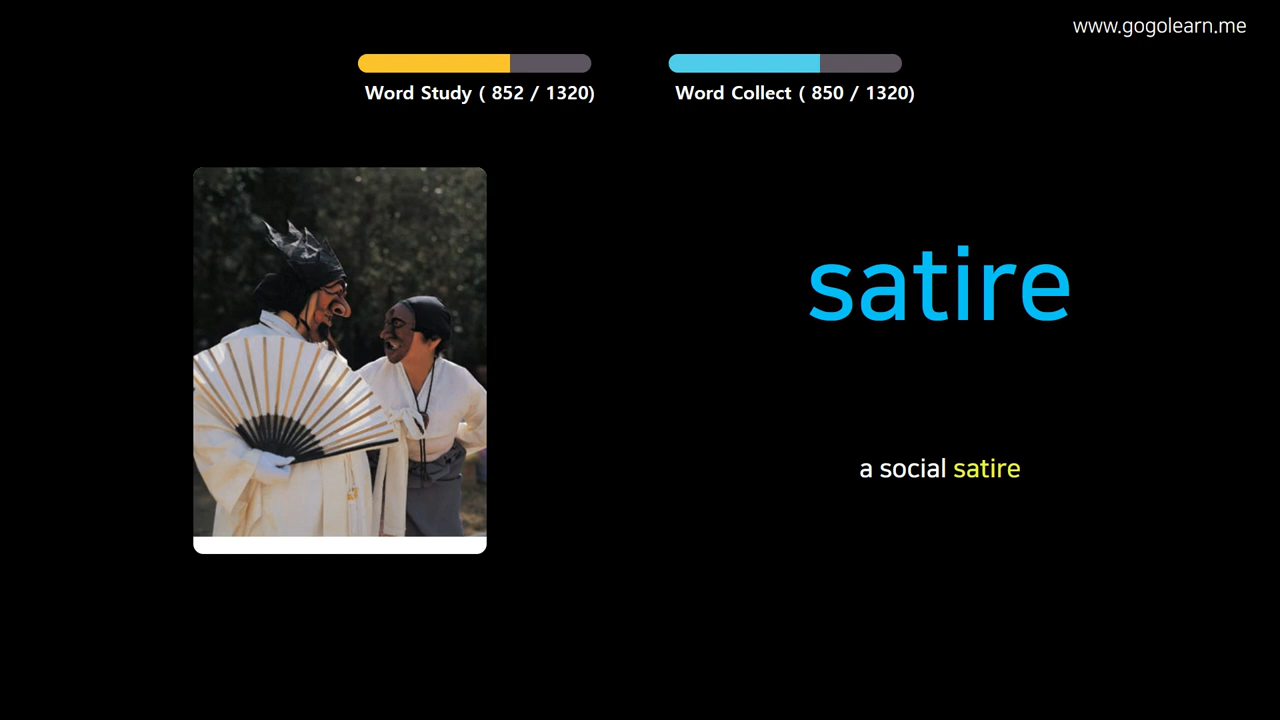 www.gogolearn.me
Word Study ( 852 / 1320)
Word Collect ( 850 / 1320)
satire
a social satire